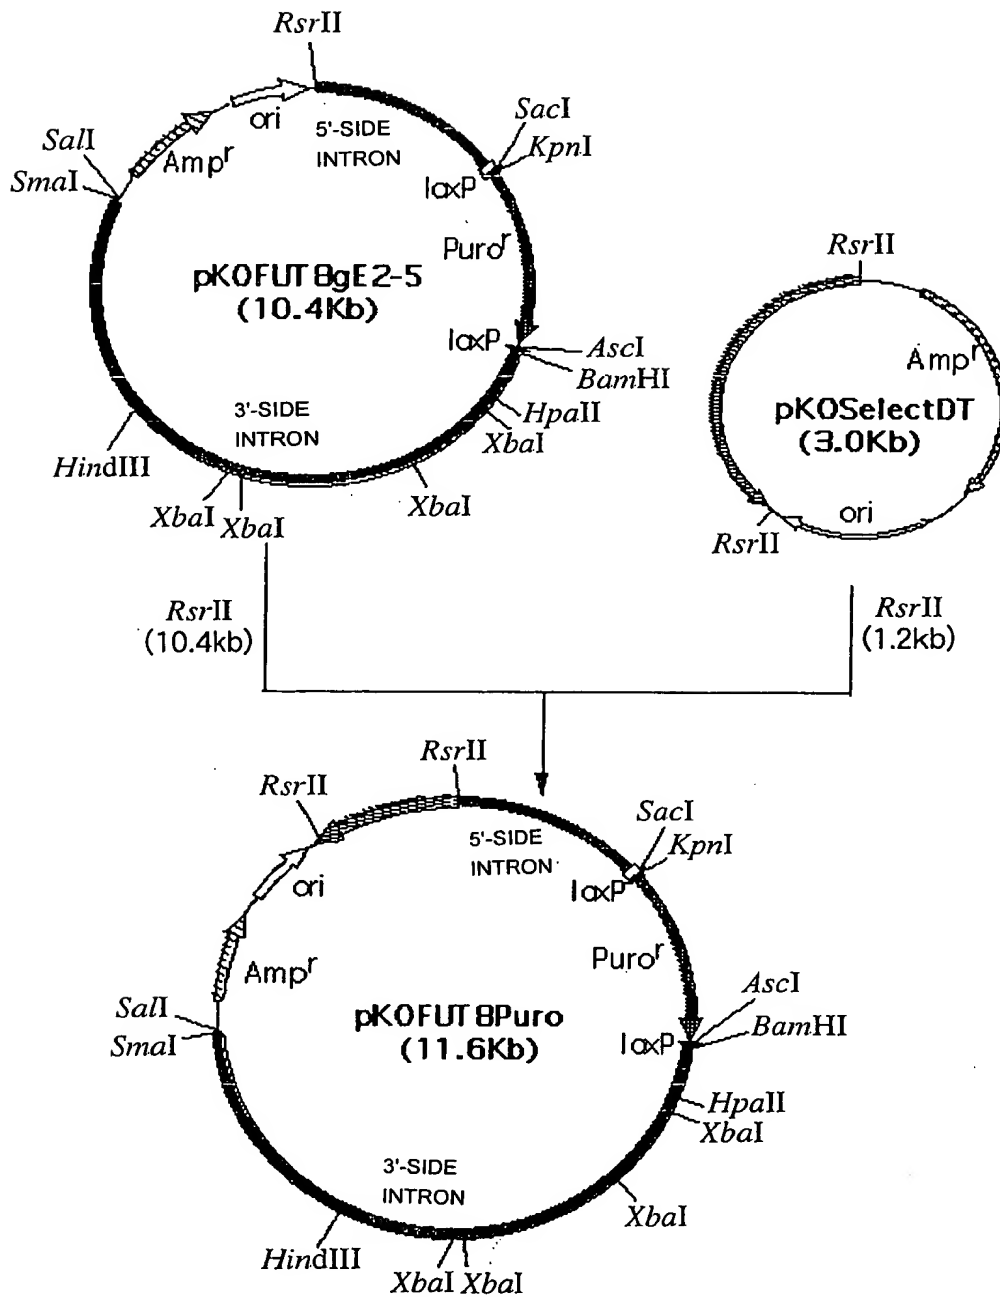 RsrII
SacI
KpnI
ori
5'-SIDE
INTRON
SalI
SmaI
Ampr
loxP
Puror
pKOFUT8gE2-5
(10.4Kb)
loxP
AscI
BamHI
HpaII
XbaI
3'-SIDE
INTRON
HindIII
XbaI
XbaI
XbaI
RsrII
Ampr
pKOSelectDT
(3.0Kb)
ori
RsrII
RsrII
(10.4kb)
RsrII
(1.2kb)
RsrII
RsrII
SacI
KpnI
5'-SIDE
INTRON
loxP
ori
Ampr
Puror
SalI
SmaI
pKOFUT8Puro
(11.6Kb)
AscI
BamHI
loxP
HpaII
XbaI
3'-SIDE
INTRON
XbaI
HindIII
XbaI XbaI